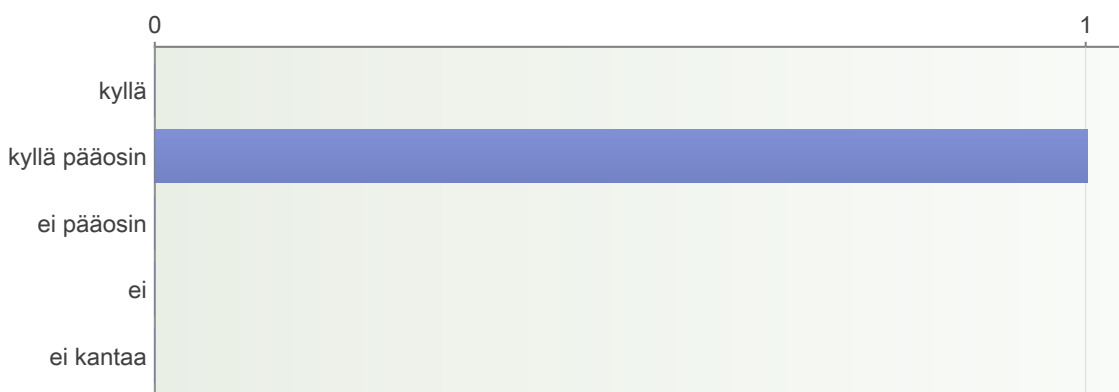 0 1
kyllä
kyllä pääosin
ei pääosin
ei
ei kantaa